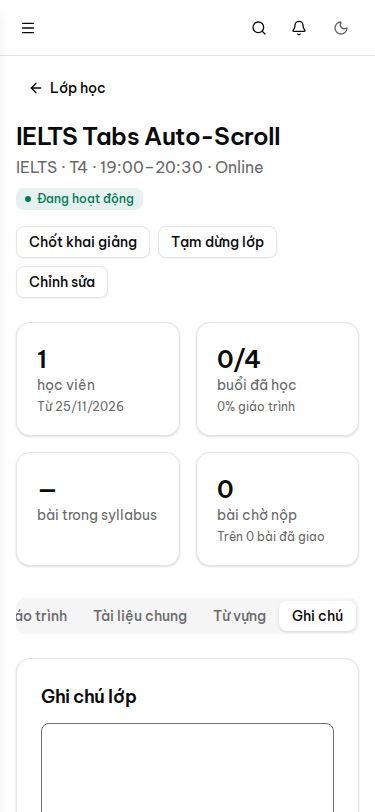 Lớp học
IELTS Tabs Auto-Scroll
IELTS · T4 · 19:00–20:30 · Online
Đang hoạt động
Chốt khai giảng
Tạm dừng lớp
Chỉnh sửa
1
học viên
Từ 25/11/2026
0/4
buổi đã học
0% giáo trình
—
bài trong syllabus
0
bài chờ nộp
Trên 0 bài đã giao
áo trình
Tài liệu chung
Từ vựng
Ghi chú
Ghi chú lớp